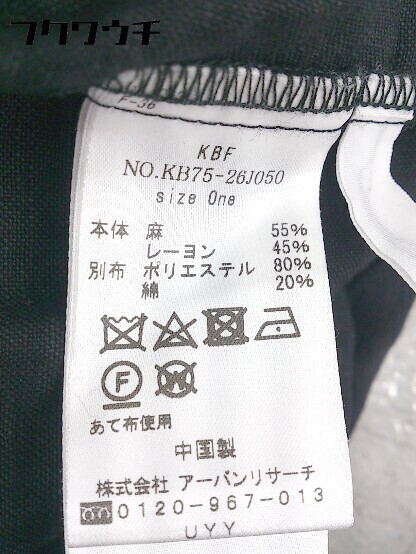 フクワウチ
F-36
KBF
NO.KB75-26J050
size One
本体 麻 55%
レーヨン 45%
別布 ポリエステル 80%
綿 20%
F W
あて布使用
中国製
株式会社 アーバンリサーチ
0120-967-013
UYY